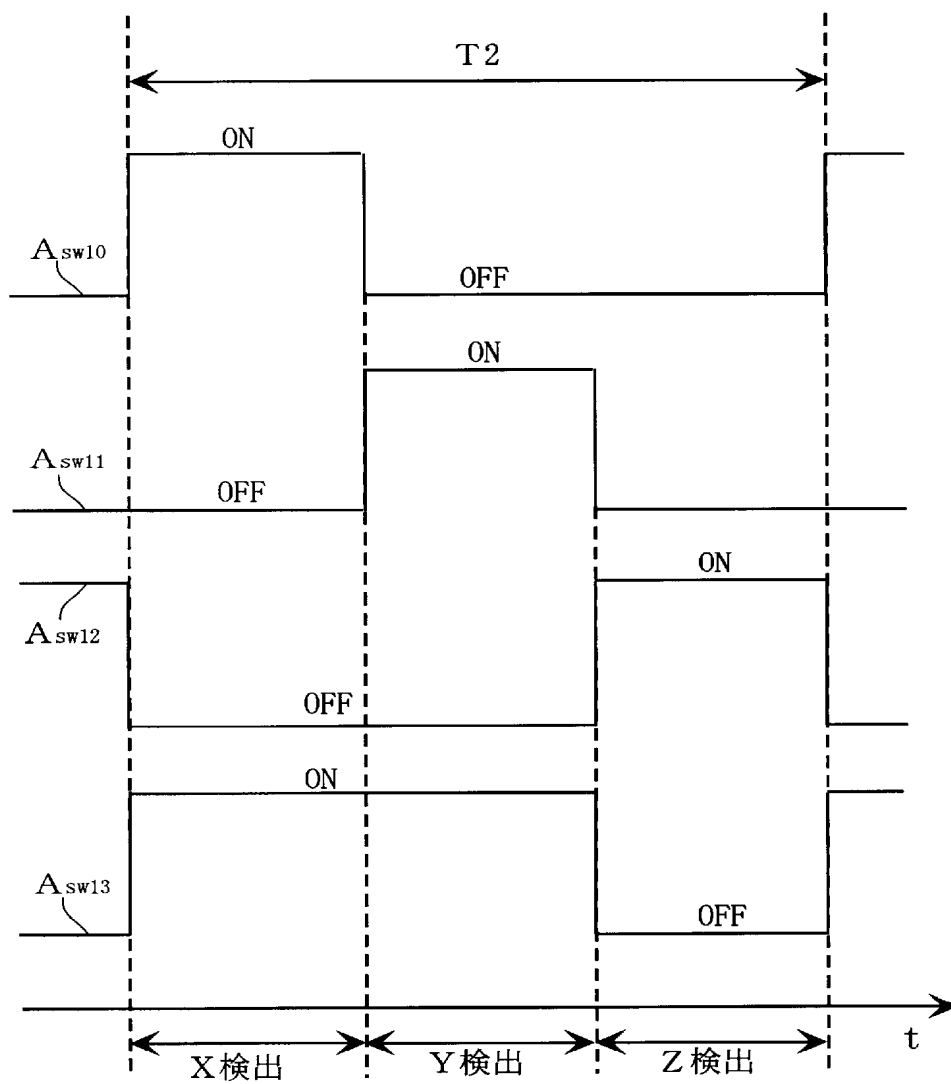 T2
ON
Asw10
OFF
ON
Asw11
OFF
ON
Asw12
OFF
ON
Asw13
OFF
t
X検出
Y検出
Z検出